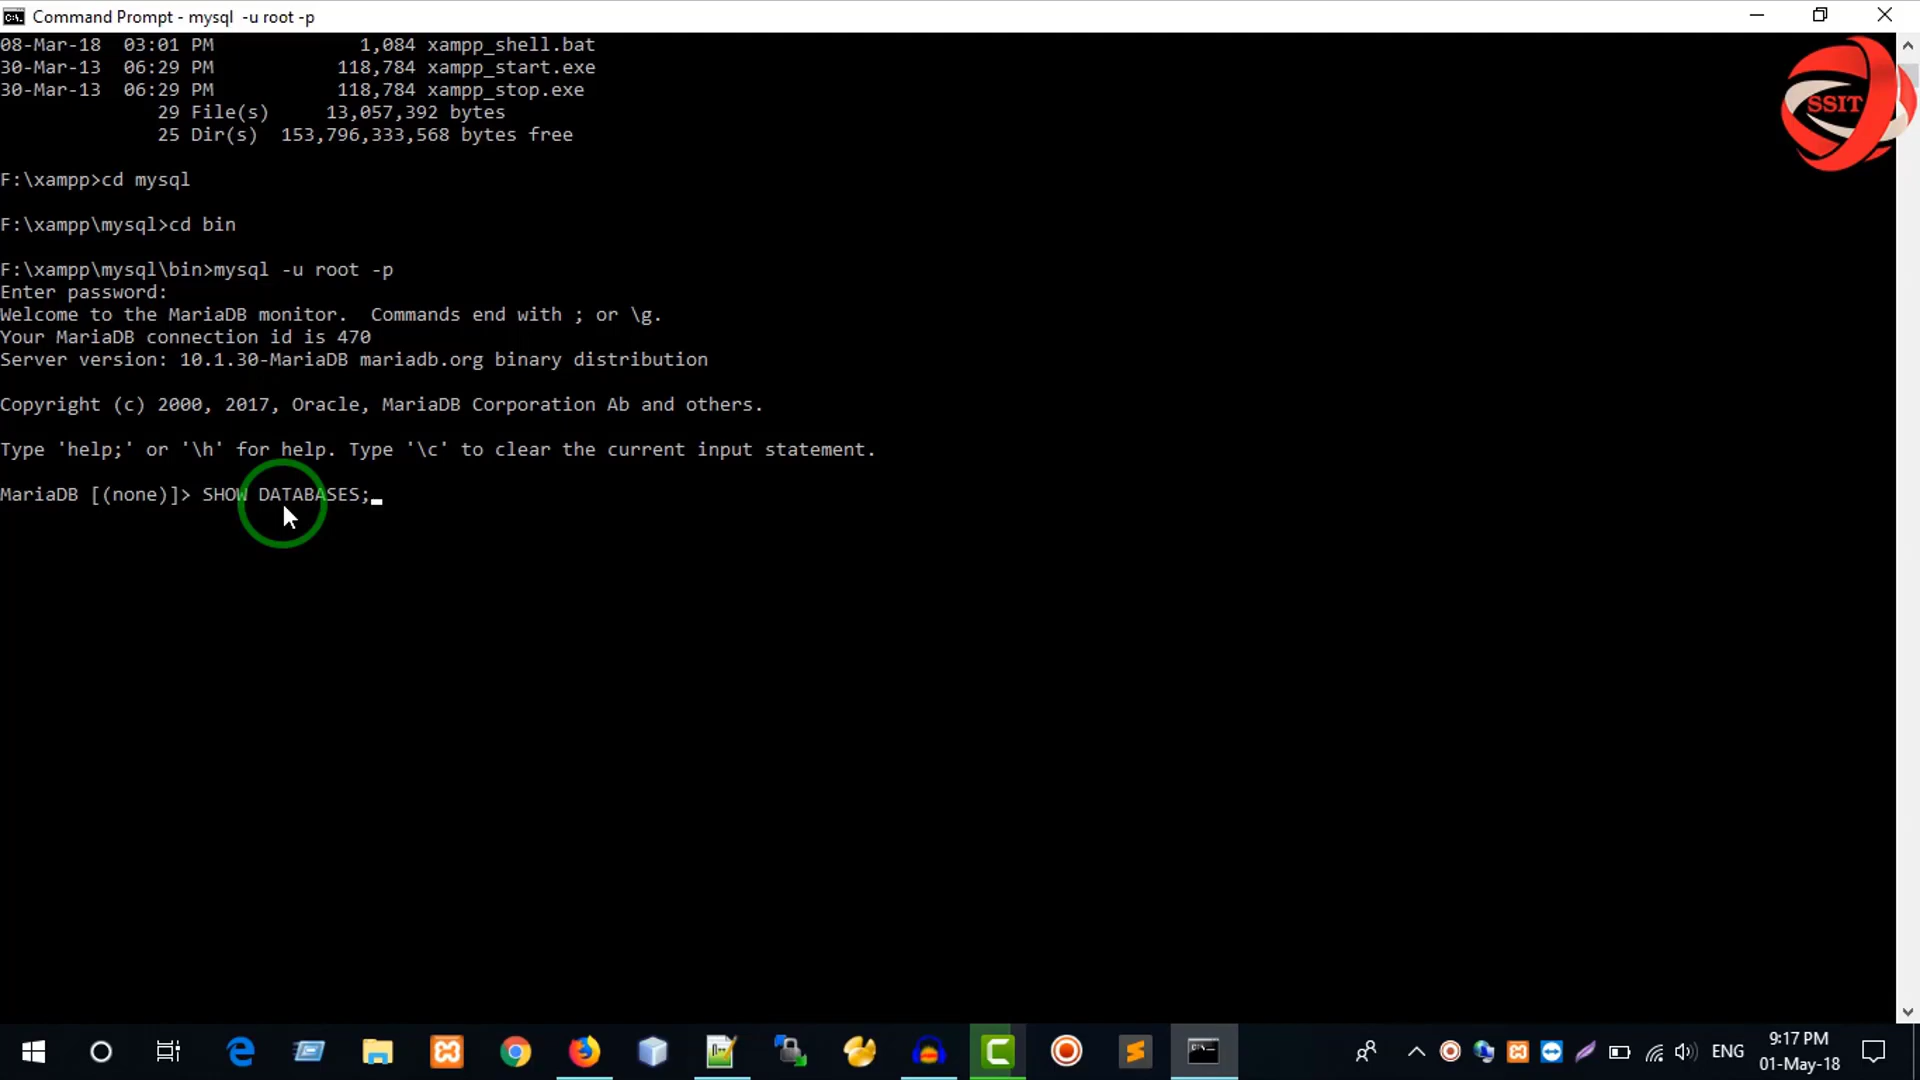 Command Prompt - mysql  -u root -p
08-Mar-18  03:01 PM             1,084 xampp_shell.bat
30-Mar-13  06:29 PM           118,784 xampp_start.exe
30-Mar-13  06:29 PM           118,784 xampp_stop.exe
              29 File(s)     13,057,392 bytes
              25 Dir(s)  153,796,333,568 bytes free
SSIT
F:\xampp>cd mysql
F:\xampp\mysql>cd bin
F:\xampp\mysql\bin>mysql -u root -p
Enter password:
Welcome to the MariaDB monitor.  Commands end with ; or \g.
Your MariaDB connection id is 470
Server version: 10.1.30-MariaDB mariadb.org binary distribution
Copyright (c) 2000, 2017, Oracle, MariaDB Corporation Ab and others.
Type 'help;' or '\h' for help. Type '\c' to clear the current input statement.
MariaDB [(none)]> SHOW DATABASES;
ENG
9:17 PM
01-May-18